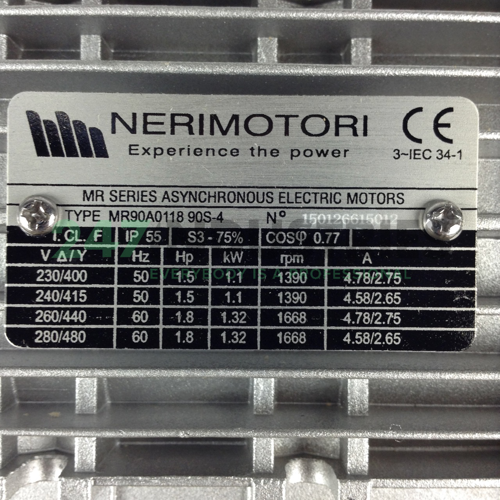 NERIMOTORI
Experience the power
CE
3~IEC 34-1
MR SERIES ASYNCHRONOUS ELECTRIC MOTORS
TYPE MR90A0118 90S-4 N° 150126615012
I. CL. F IP 55 S3 - 75% COSφ 0.77
V Δ/Y Hz Hp kW rpm A
230/400 50 1.5 1.1 1390 4.78/2.75
240/415 50 1.5 1.1 1390 4.58/2.65
260/440 60 1.8 1.32 1668 4.78/2.75
280/480 60 1.8 1.32 1668 4.58/2.65